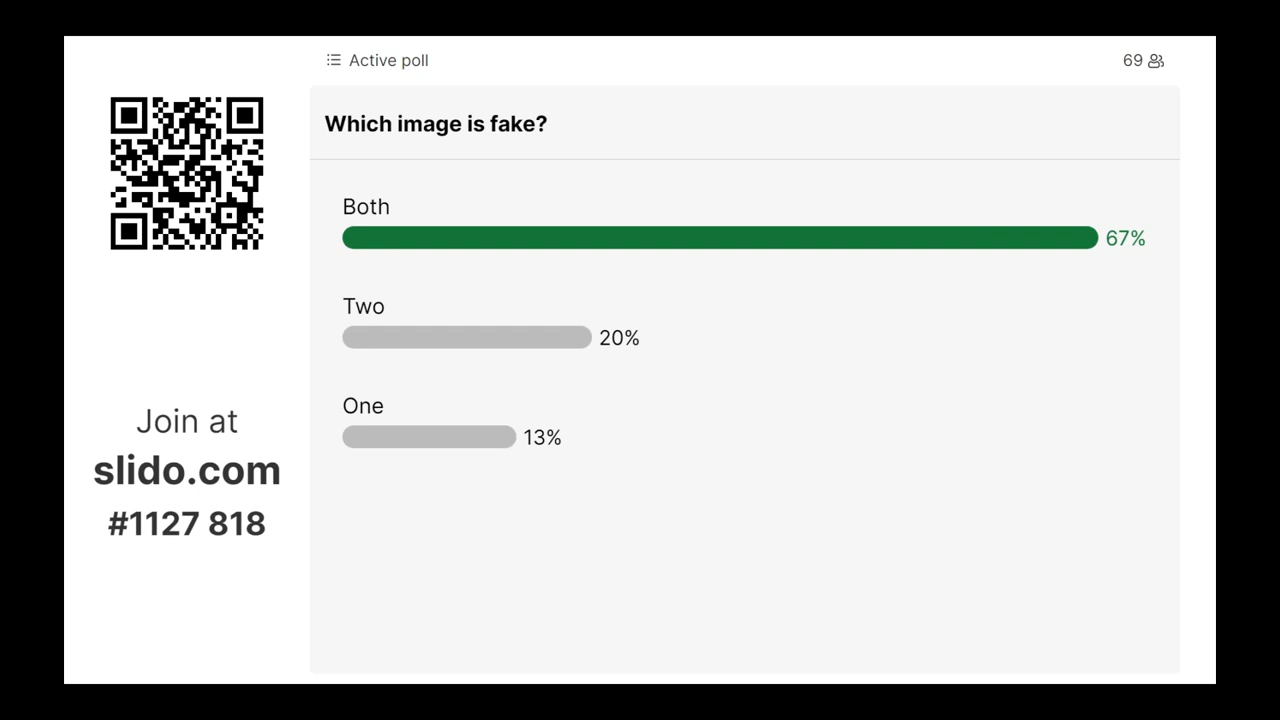 Active poll
69
Which image is fake?
Both
67%
Two
20%
One
13%
Join at
slido.com
#1127 818